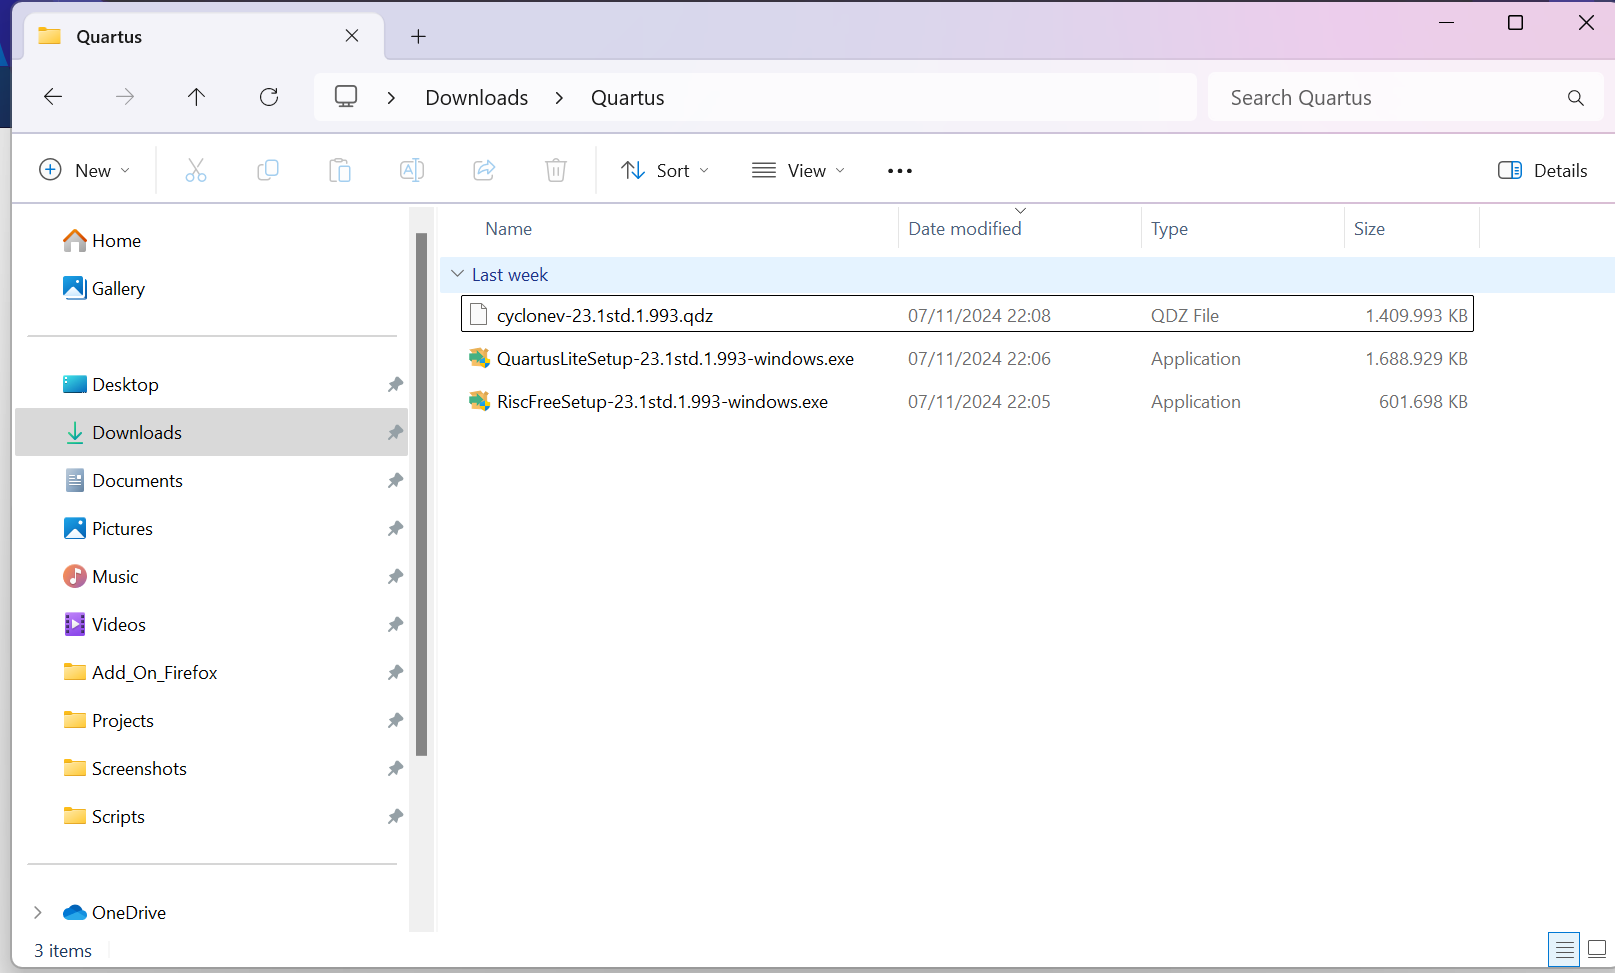 Quartus
Downloads Quartus
Search Quartus
New
Sort
View
Details
Home
Gallery
Desktop
Downloads
Documents
Pictures
Music
Videos
Add_On_Firefox
Projects
Screenshots
Scripts
OneDrive
3 items
Name Date modified Type Size
Last week
cyclonev-23.1std.1.993.qdz 07/11/2024 22:08 QDZ File 1.409.993 KB
QuartusLiteSetup-23.1std.1.993-windows.exe 07/11/2024 22:06 Application 1.688.929 KB
RiscFreeSetup-23.1std.1.993-windows.exe 07/11/2024 22:05 Application 601.698 KB